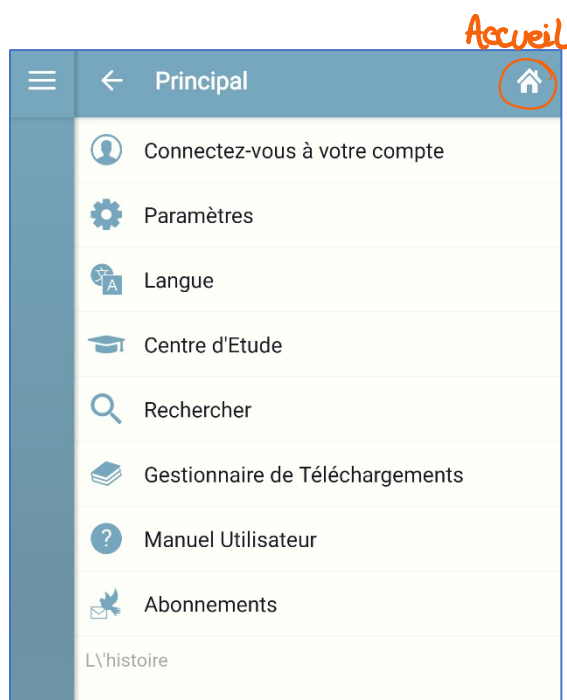 Accueil
Principal
Connectez-vous à votre compte
Paramètres
Langue
Centre d'Etude
Rechercher
Gestionnaire de Téléchargements
Manuel Utilisateur
Abonnements
L\'histoire